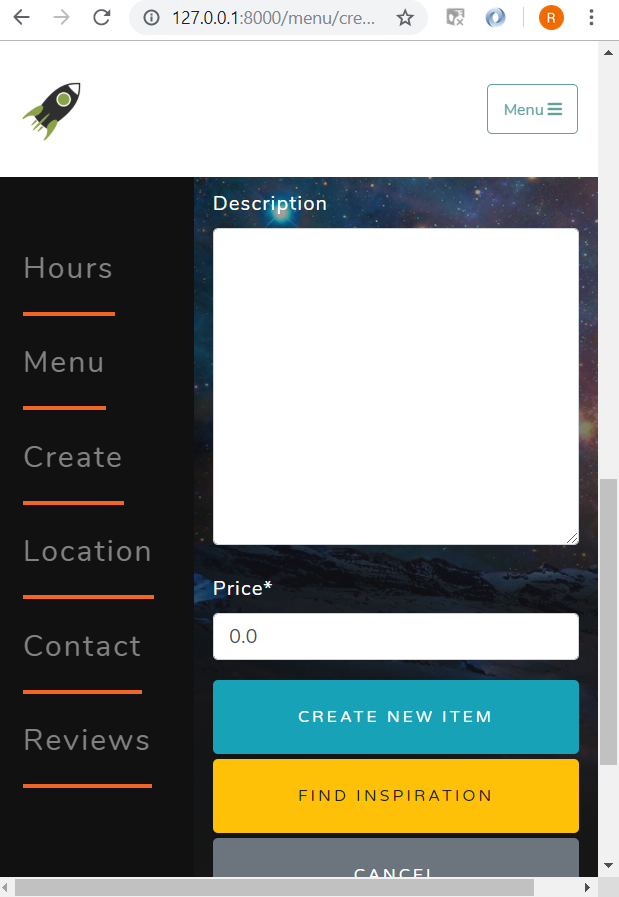 127.0.0.1:8000/menu/cre...
R
Menu
Description
Hours
Menu
Create
Location
Contact
Reviews
Price*
0.0
CREATE NEW ITEM
FIND INSPIRATION
CANCEL